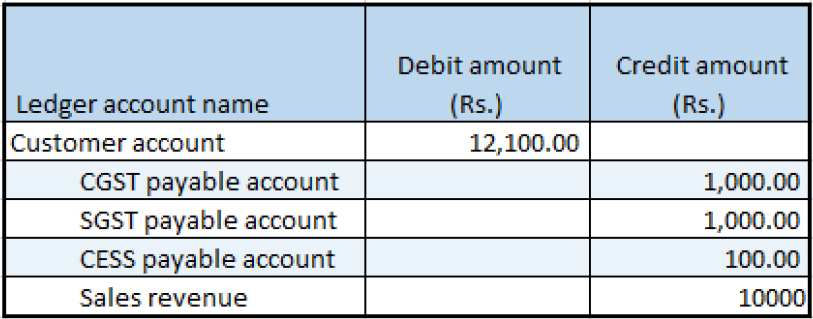 Ledger account name Debit amount (Rs.) Credit amount (Rs.)
Customer account 12,100.00
CGST payable account 1,000.00
SGST payable account 1,000.00
CESS payable account 100.00
Sales revenue 10000